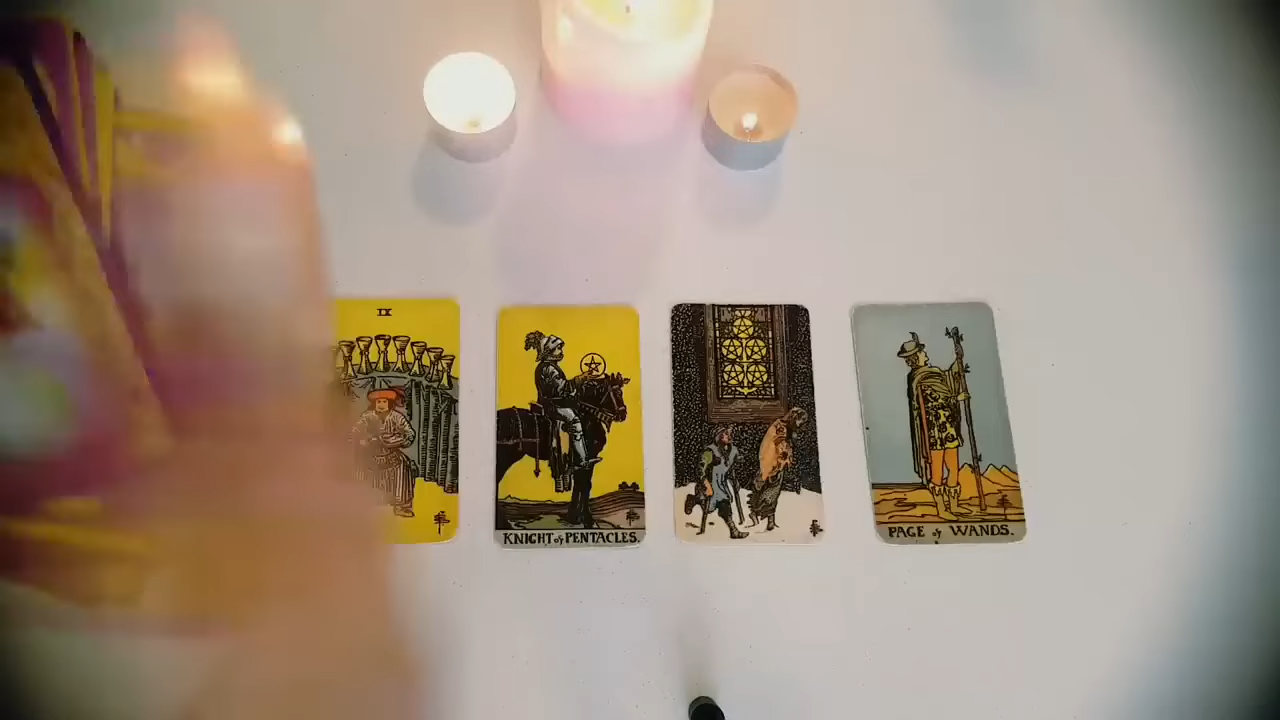 IX
KNIGHT of PENTACLES.
PAGE of WANDS.